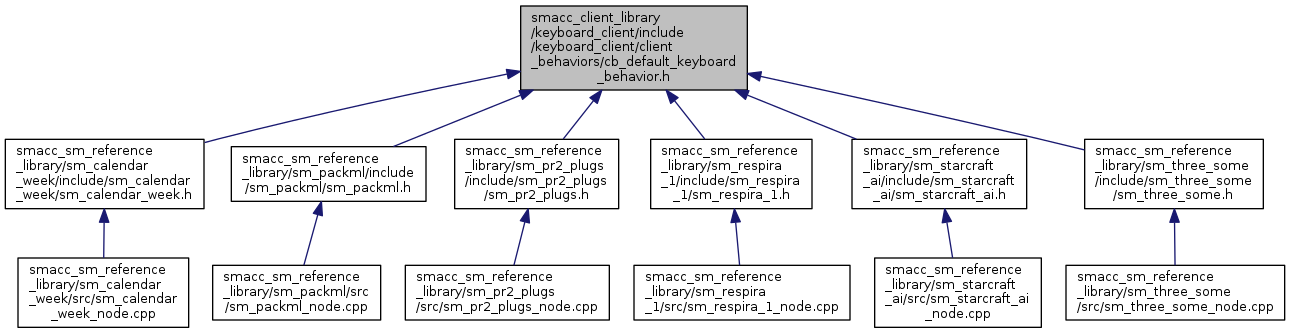 smacc_client_library
/keyboard_client/include
/keyboard_client/client
_behaviors/cb_default_keyboard
_behavior.h
smacc_sm_reference
_library/sm_calendar
_week/include/sm_calendar
_week/sm_calendar_week.h
smacc_sm_reference
_library/sm_packml/include
/sm_packml/sm_packml.h
smacc_sm_reference
_library/sm_pr2_plugs
/include/sm_pr2_plugs
/sm_pr2_plugs.h
smacc_sm_reference
_library/sm_respira
_1/include/sm_respira
_1/sm_respira_1.h
smacc_sm_reference
_library/sm_starcraft
_ai/include/sm_starcraft
_ai/sm_starcraft_ai.h
smacc_sm_reference
_library/sm_three_some
/include/sm_three_some
/sm_three_some.h
smacc_sm_reference
_library/sm_calendar
_week/src/sm_calendar
_week_node.cpp
smacc_sm_reference
_library/sm_packml/src
/sm_packml_node.cpp
smacc_sm_reference
_library/sm_pr2_plugs
/src/sm_pr2_plugs_node.cpp
smacc_sm_reference
_library/sm_respira
_1/src/sm_respira_1_node.cpp
smacc_sm_reference
_library/sm_starcraft
_ai/src/sm_starcraft_ai
_node.cpp
smacc_sm_reference
_library/sm_three_some
/src/sm_three_some_node.cpp